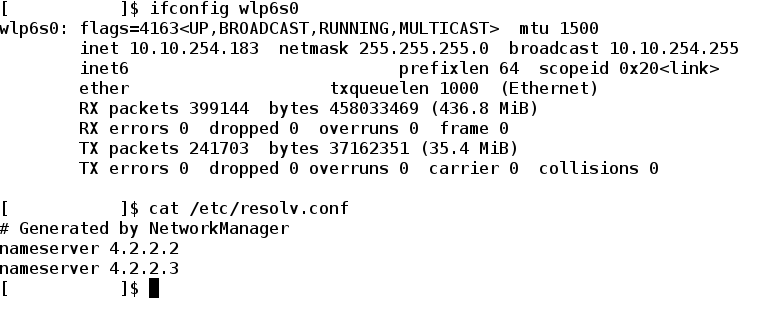 [          ]$ ifconfig wlp6s0
wlp6s0: flags=4163<UP,BROADCAST,RUNNING,MULTICAST>  mtu 1500
        inet 10.10.254.183  netmask 255.255.255.0  broadcast 10.10.254.255
        inet6                           prefixlen 64  scopeid 0x20<link>
        ether                    txqueuelen 1000  (Ethernet)
        RX packets 399144  bytes 458033469 (436.8 MiB)
        RX errors 0  dropped 0  overruns 0  frame 0
        TX packets 241703  bytes 37162351 (35.4 MiB)
        TX errors 0  dropped 0 overruns 0  carrier 0  collisions 0

[          ]$ cat /etc/resolv.conf
# Generated by NetworkManager
nameserver 4.2.2.2
nameserver 4.2.2.3
[          ]$